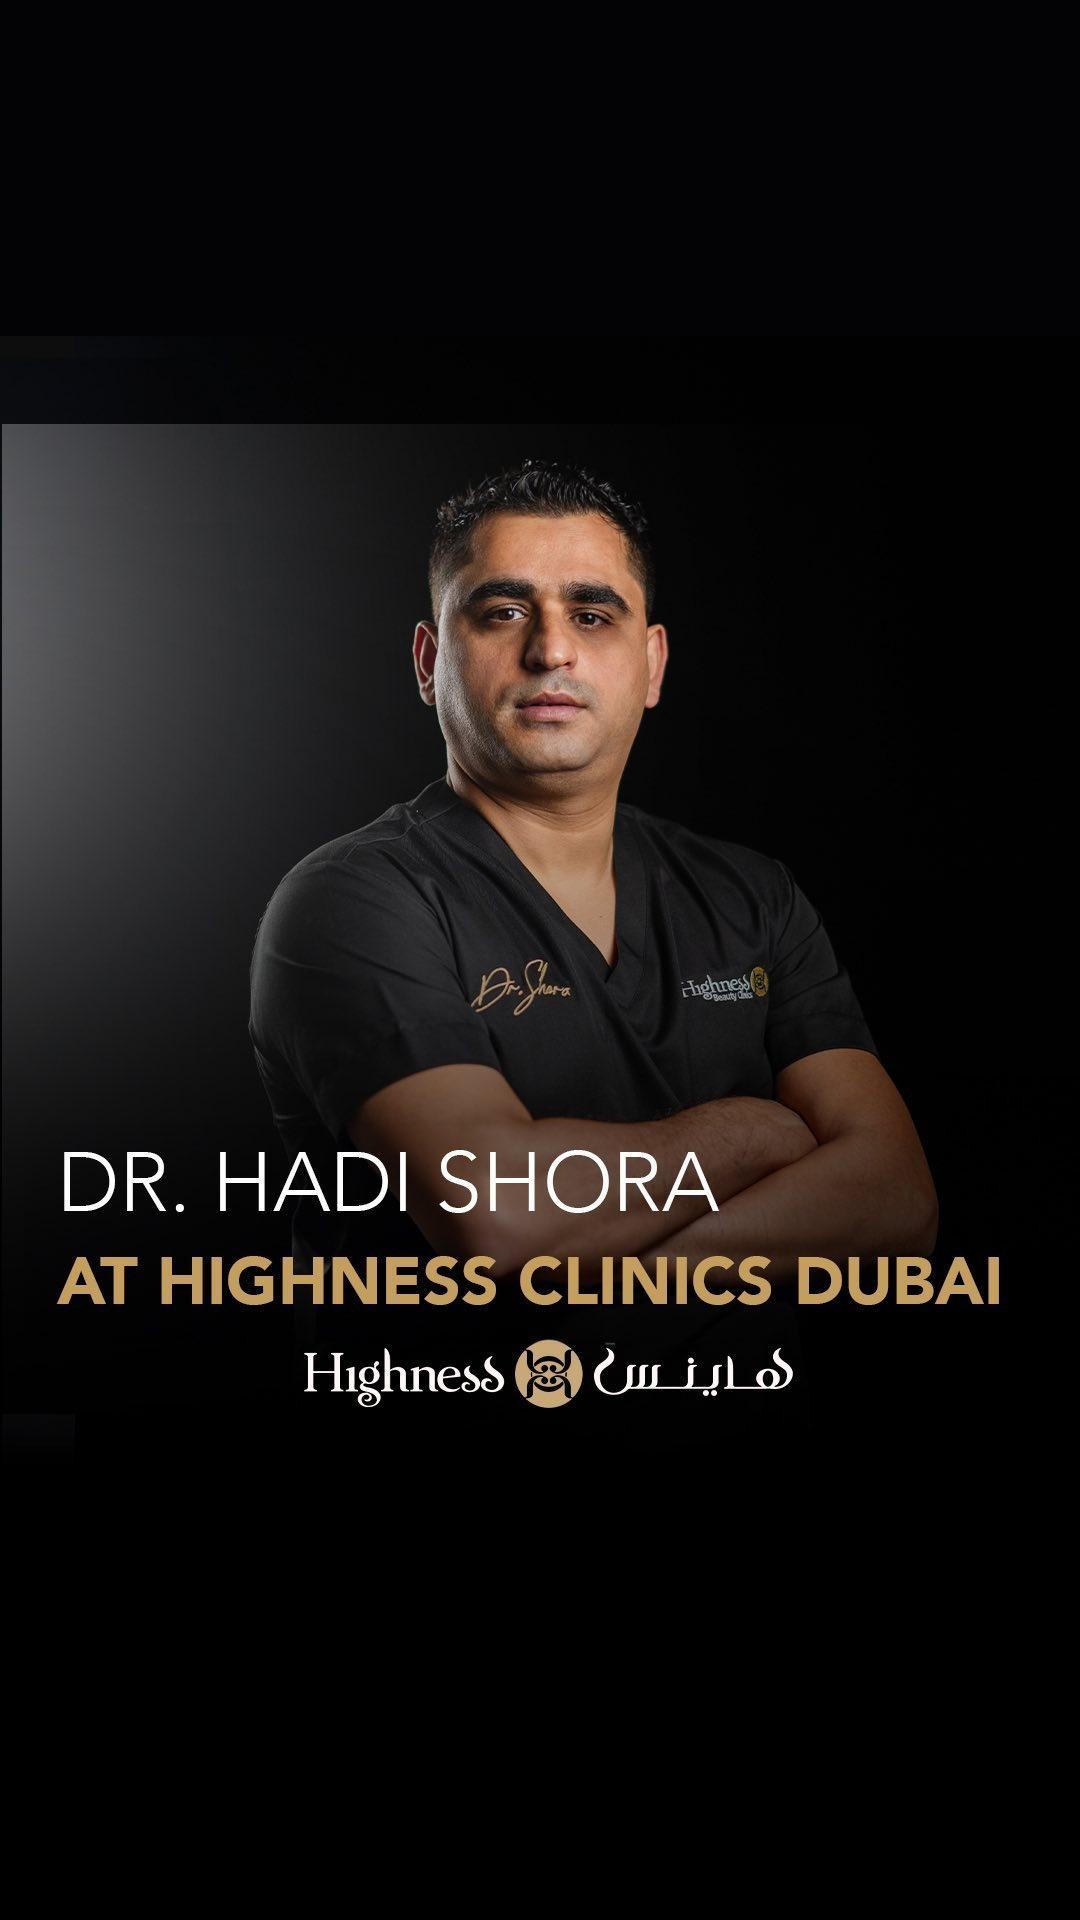 Dr. Shora
Highness
Beauty Clinics
DR. HADI SHORA
AT HIGHNESS CLINICS DUBAI
Highness هاينس